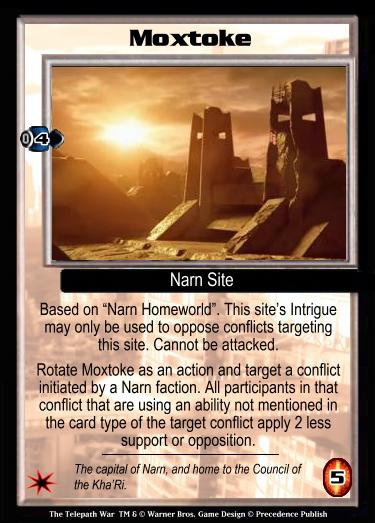 Moxtoke
0 4
Narn Site
Based on “Narn Homeworld”. This site's Intrigue
may only be used to oppose conflicts targeting
this site. Cannot be attacked.
Rotate Moxtoke as an action and target a conflict
initiated by a Narn faction. All participants in that
conflict that are using an ability not mentioned in
the card type of the target conflict apply 2 less
support or opposition.
The capital of Narn, and home to the Council of
the Kha'Ri.
5
The Telepath War TM & © Warner Bros. Game Design © Precedence Publish